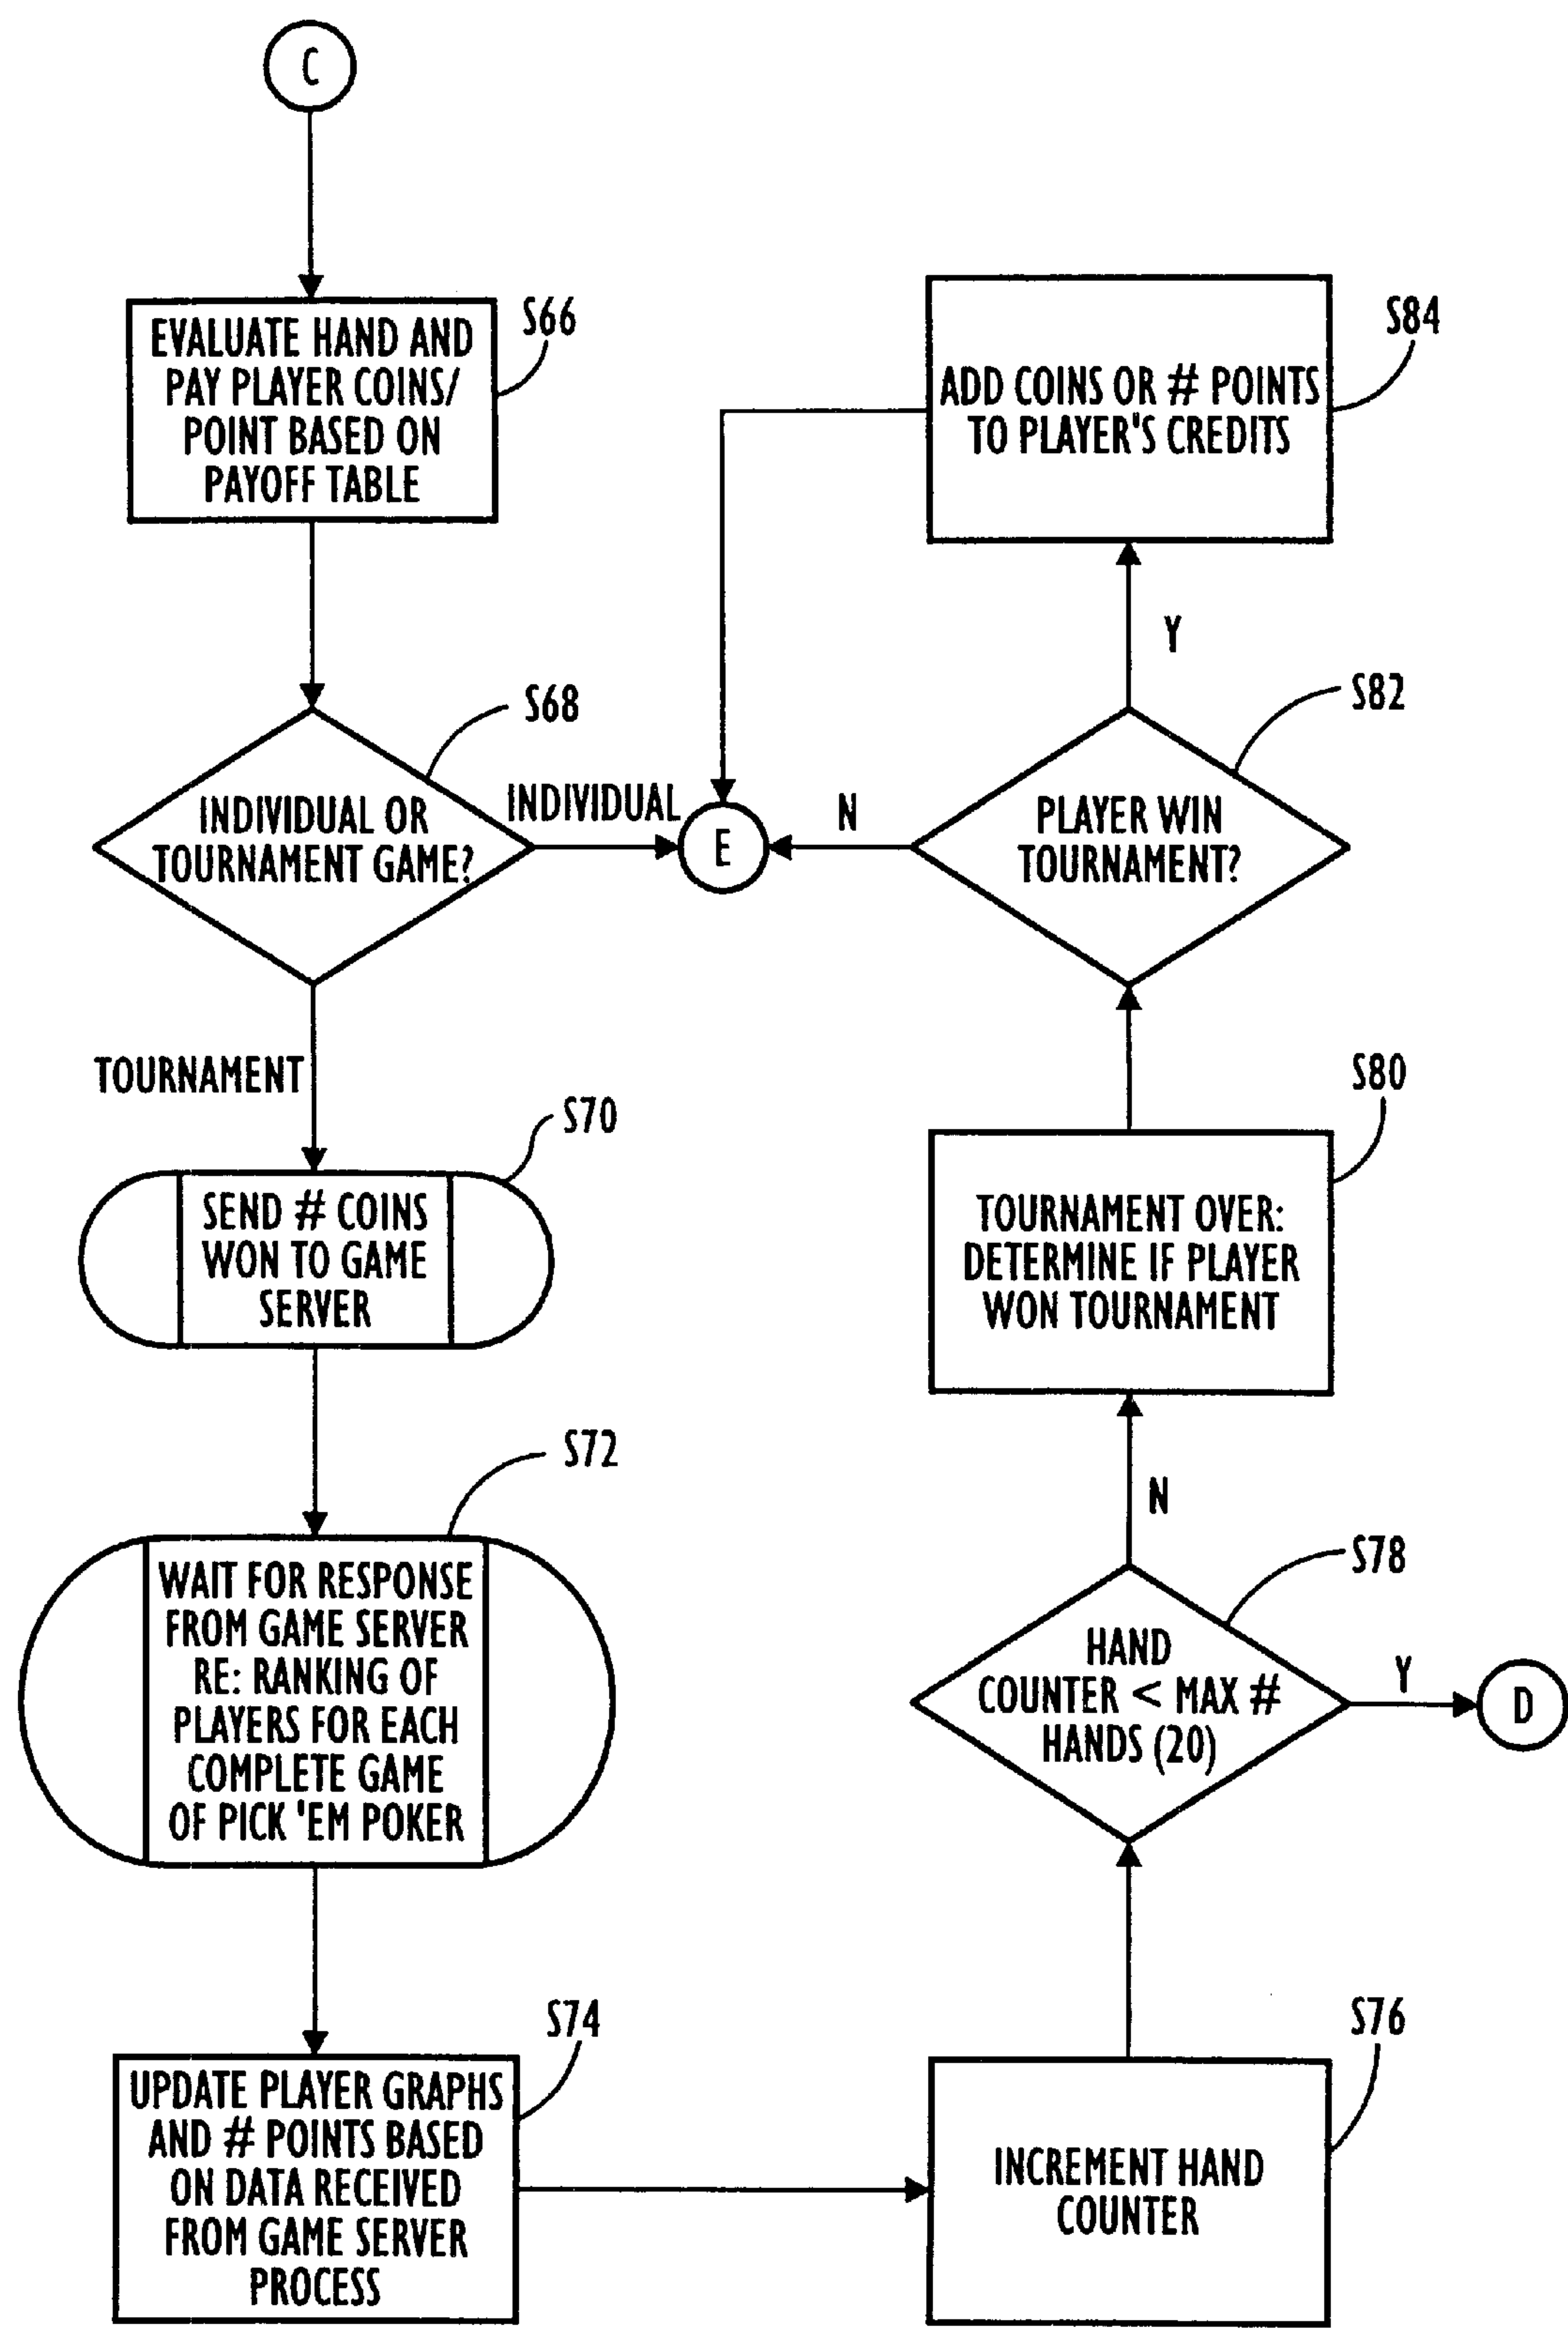 C
EVALUATE HAND AND
PAY PLAYER COINS/
POINT BASED ON
PAYOFF TABLE
S66
INDIVIDUAL OR
TOURNAMENT GAME?
S68
INDIVIDUAL
E
TOURNAMENT
SEND # COINS
WON TO GAME
SERVER
S70
WAIT FOR RESPONSE
FROM GAME SERVER
RE: RANKING OF
PLAYERS FOR EACH
COMPLETE GAME
OF PICK 'EM POKER
S72
UPDATE PLAYER GRAPHS
AND # POINTS BASED
ON DATA RECEIVED
FROM GAME SERVER
PROCESS
S74
INCREMENT HAND
COUNTER
S76
HAND
COUNTER < MAX #
HANDS (20)
S78
Y
D
N
TOURNAMENT OVER:
DETERMINE IF PLAYER
WON TOURNAMENT
S80
PLAYER WIN
TOURNAMENT?
S82
N
Y
ADD COINS OR # POINTS
TO PLAYER'S CREDITS
S84